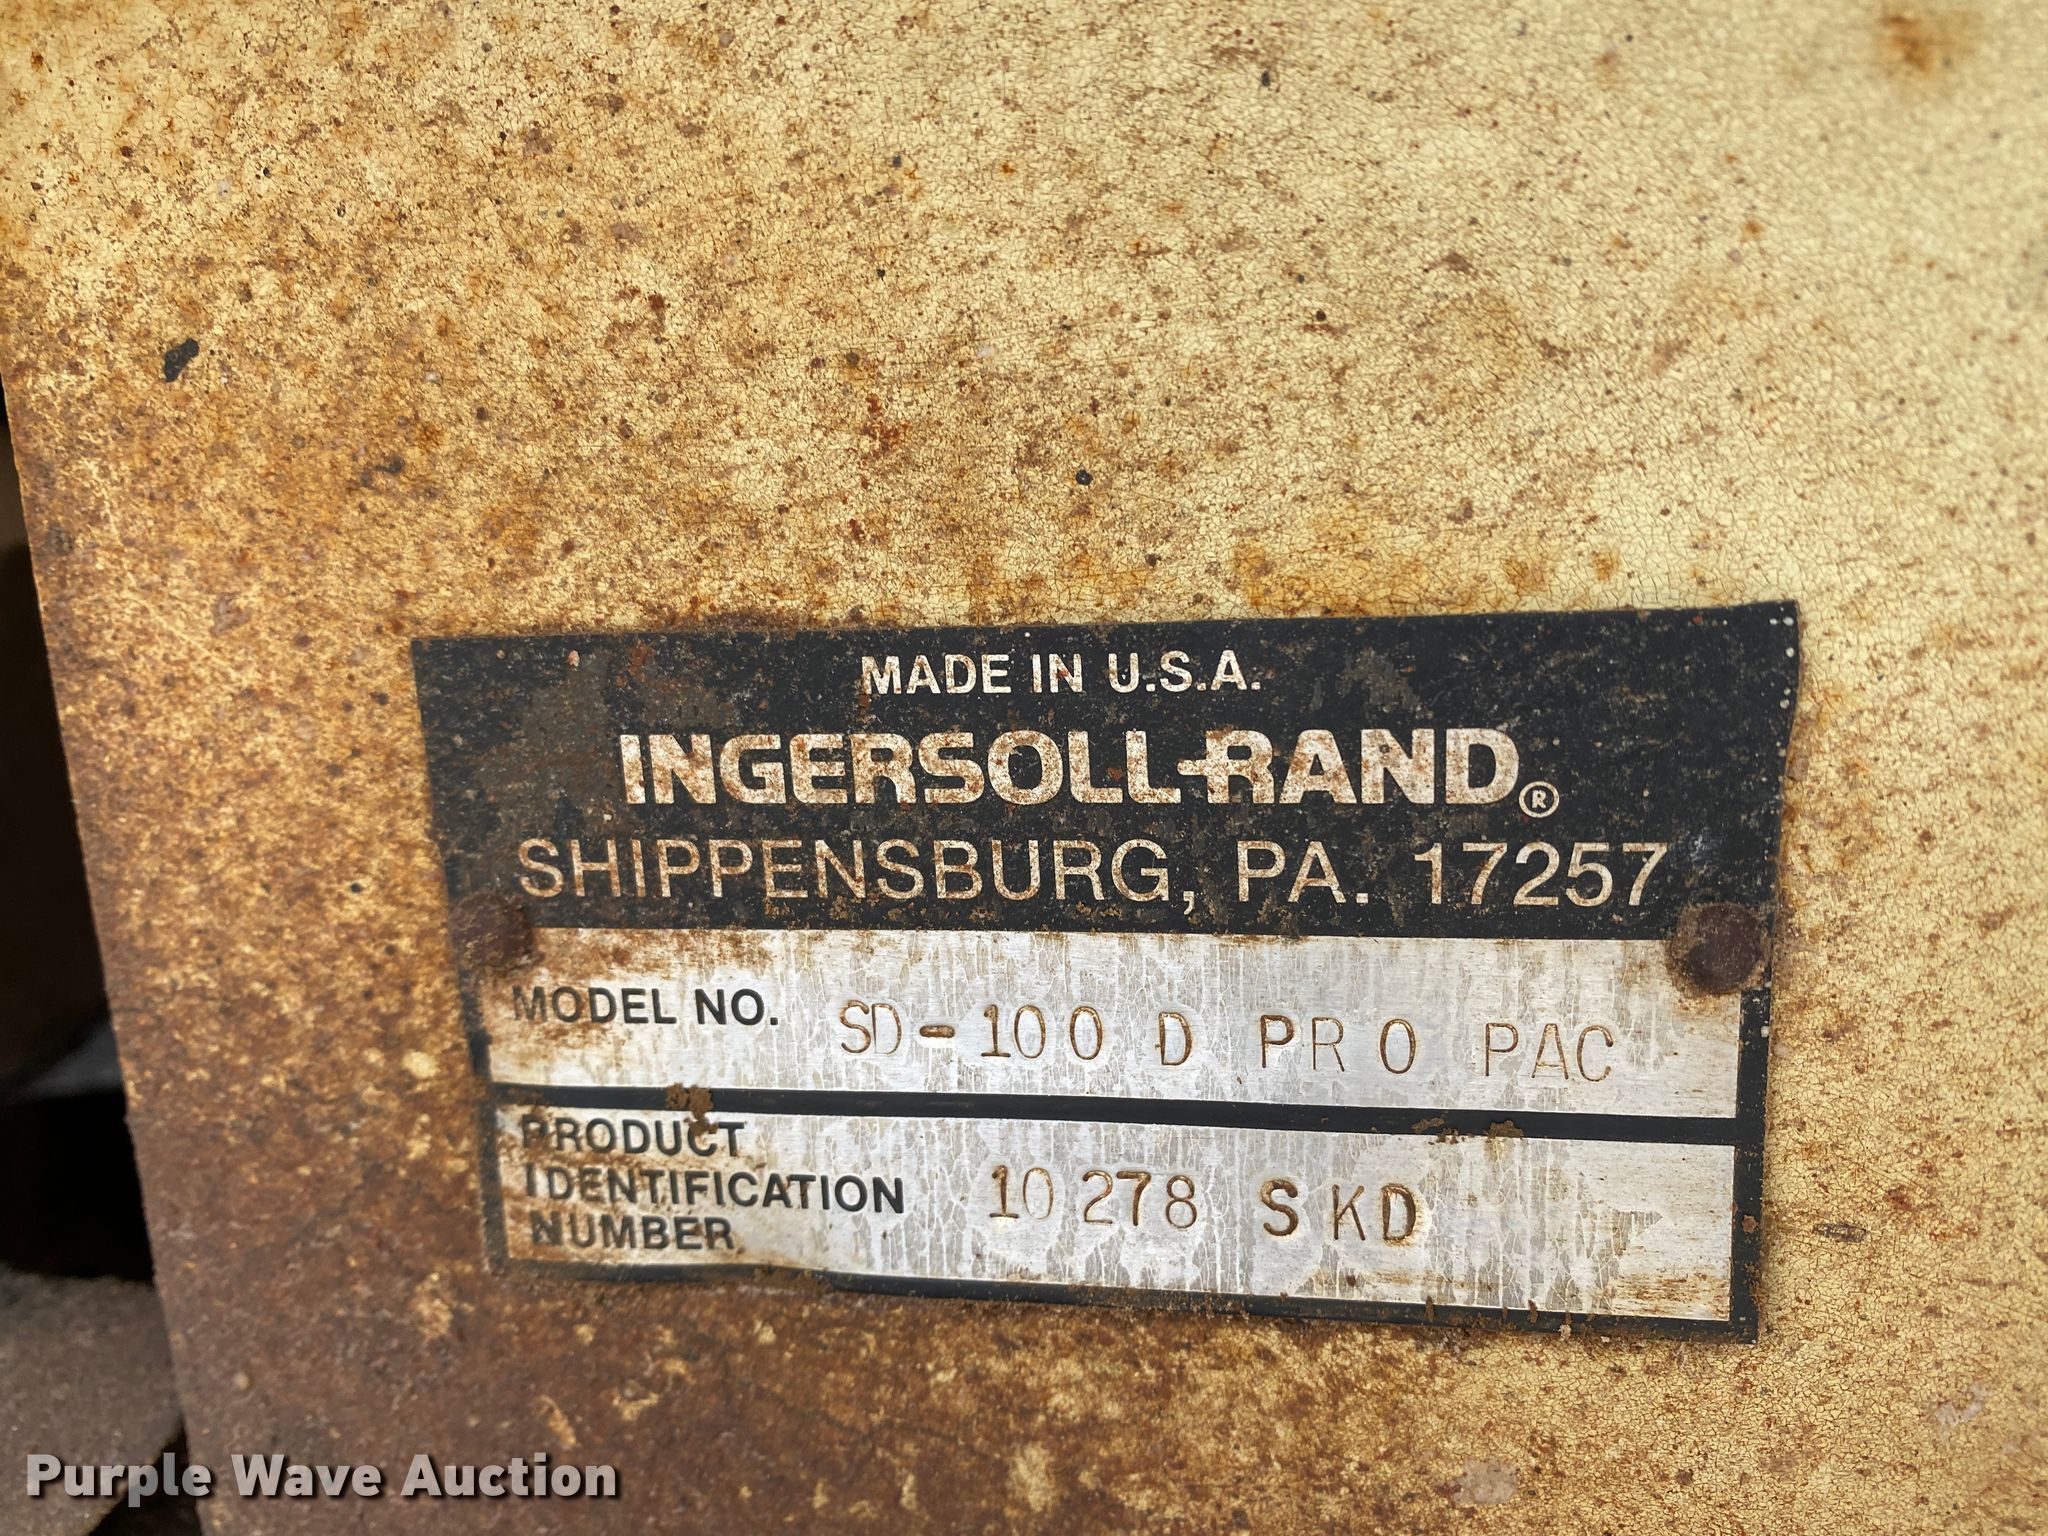 MADE IN U.S.A.
INGERSOLL-RAND®
SHIPPENSBURG, PA. 17257
MODEL NO. SD-100 D PRO PAC
PRODUCT
IDENTIFICATION
NUMBER
10278 SKD
Purple Wave Auction